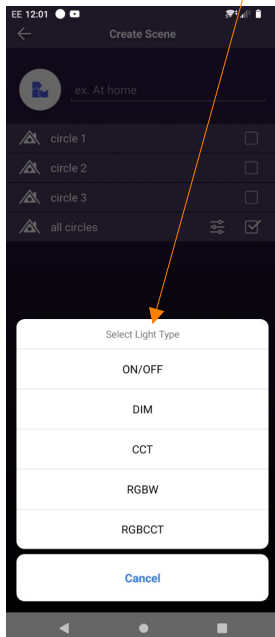 EE 12:01
Create Scene
ex. At home
circle 1
circle 2
circle 3
all circles
Select Light Type
ON/OFF
DIM
CCT
RGBW
RGBCCT
Cancel